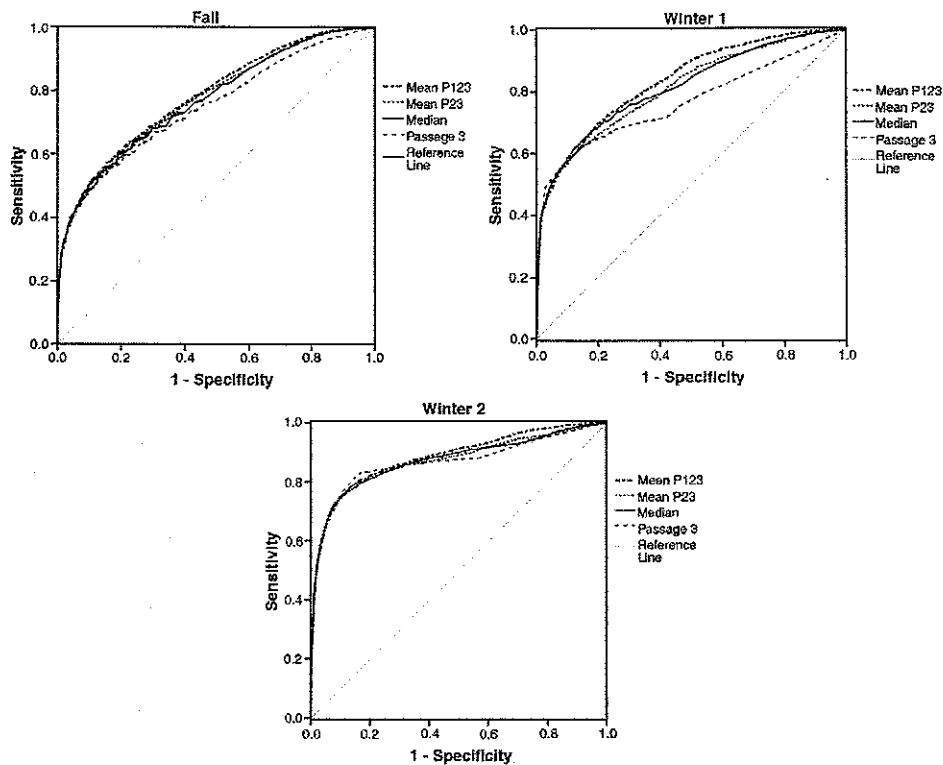 Fall
1.0
0.8
0.6
0.4
0.2
0.0
Sensitivity
0.0 0.2 0.4 0.6 0.8 1.0
1 - Specificity
Mean P123
Mean P23
Median
Passage 3
Reference
Line
Winter 1
1.0
0.8
0.6
0.4
0.2
0.0
Sensitivity
0.0 0.2 0.4 0.6 0.8 1.0
1 - Specificity
Mean P123
Mean P23
Median
Passage 3
Reference
Line
Winter 2
1.0
0.8
0.6
0.4
0.2
0.0
Sensitivity
0.0 0.2 0.4 0.6 0.8 1.0
1 - Specificity
Mean P123
Mean P23
Median
Passage 3
Reference
Line